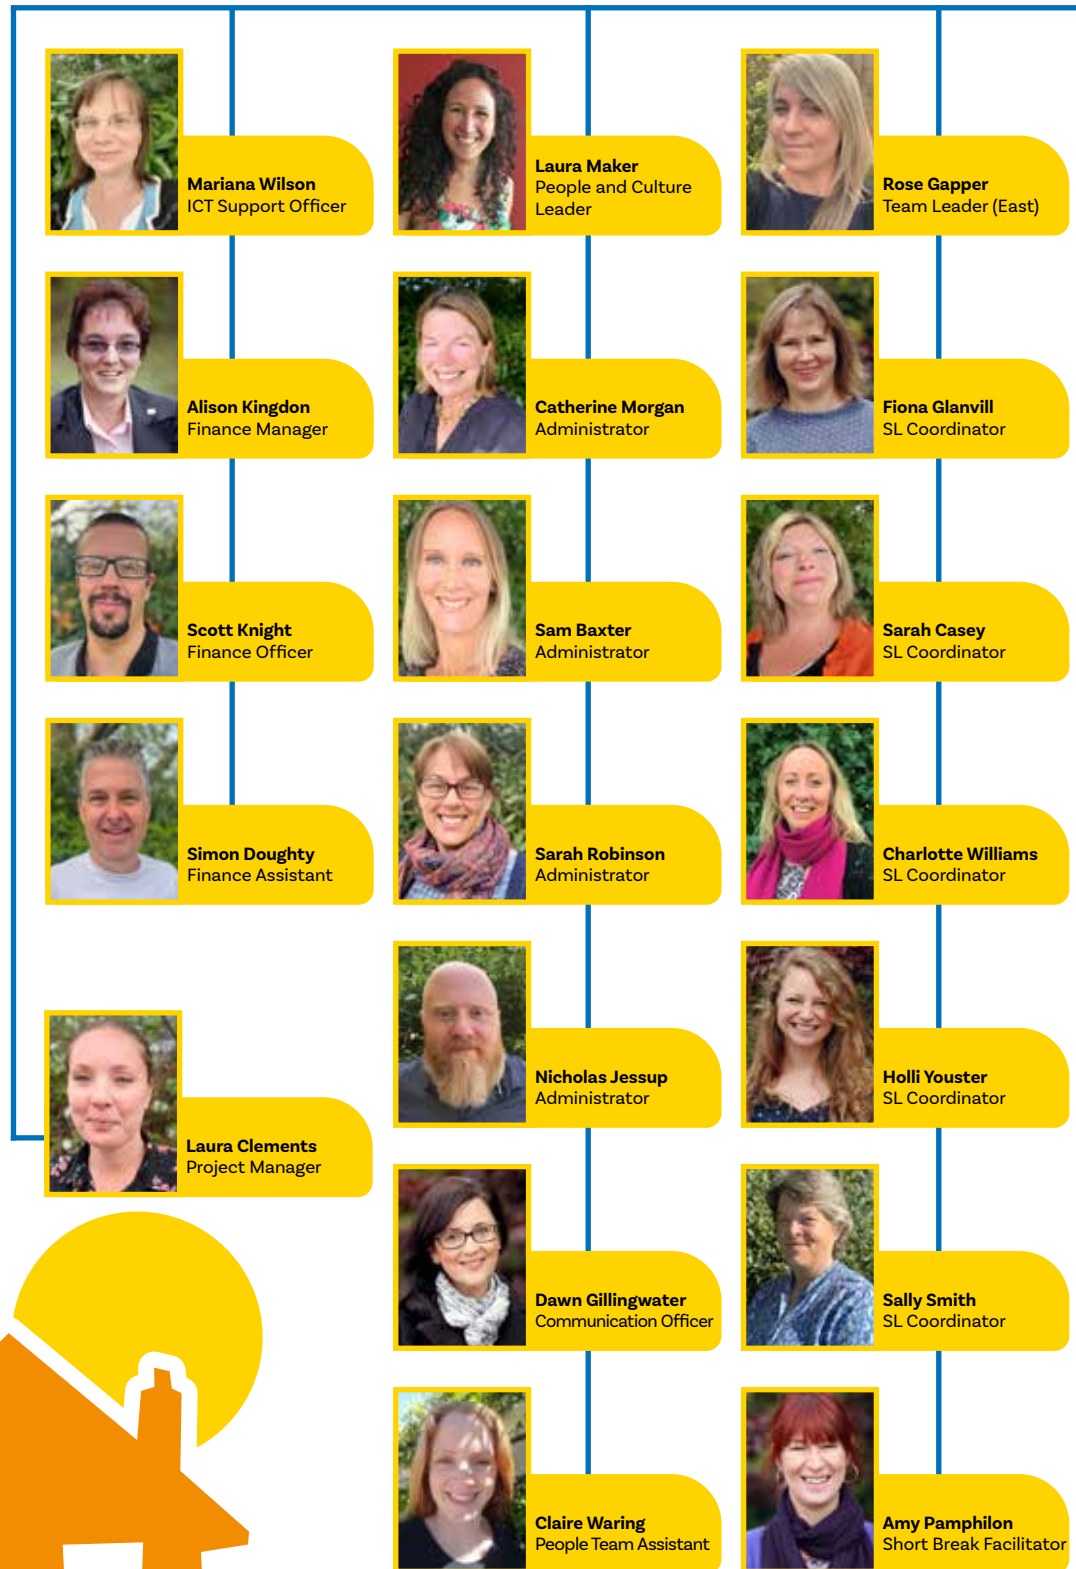 Mariana Wilson
ICT Support Officer
Laura Maker
People and Culture
Leader
Rose Gapper
Team Leader (East)
Alison Kingdon
Finance Manager
Catherine Morgan
Administrator
Fiona Glanvill
SL Coordinator
Scott Knight
Finance Officer
Sam Baxter
Administrator
Sarah Casey
SL Coordinator
Simon Doughty
Finance Assistant
Sarah Robinson
Administrator
Charlotte Williams
SL Coordinator
Nicholas Jessup
Administrator
Holli Youster
SL Coordinator
Laura Clements
Project Manager
Dawn Gillingwater
Communication Officer
Sally Smith
SL Coordinator
Claire Waring
People Team Assistant
Amy Pamphilon
Short Break Facilitator